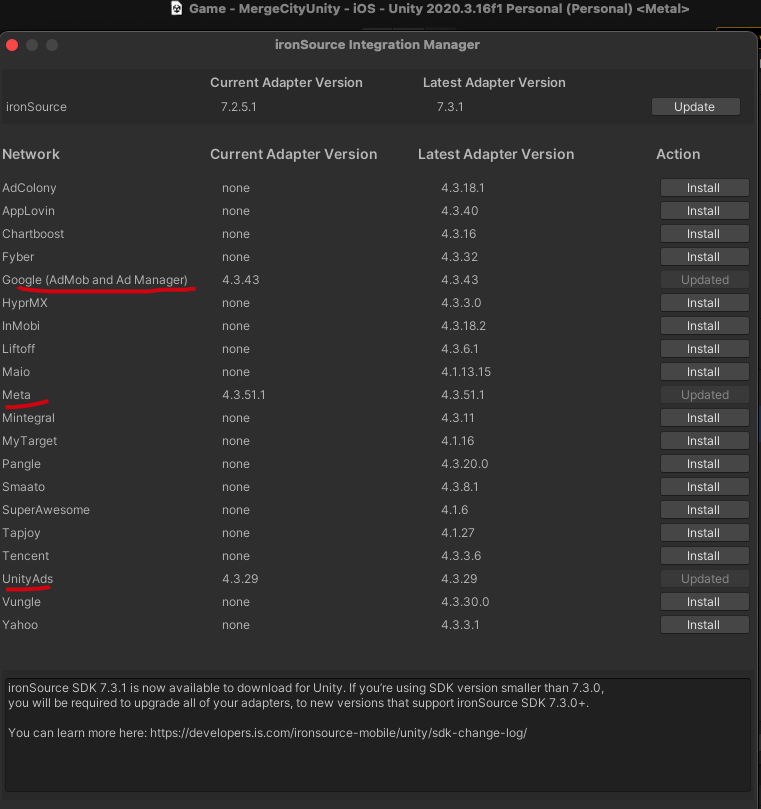 Game - MergeCityUnity - iOS - Unity 2020.3.16f1 Personal (Personal) <Metal>
ironSource Integration Manager
Current Adapter Version Latest Adapter Version
ironSource 7.2.5.1 7.3.1 Update
Network Current Adapter Version Latest Adapter Version Action
AdColony none 4.3.18.1 Install
AppLovin none 4.3.40 Install
Chartboost none 4.3.16 Install
Fyber none 4.3.32 Install
Google (AdMob and Ad Manager) 4.3.43 4.3.43 Updated
HyprMX none 4.3.3.0 Install
InMobi none 4.3.18.2 Install
Liftoff none 4.3.6.1 Install
Maio none 4.1.13.15 Install
Meta 4.3.51.1 4.3.51.1 Updated
Mintegral none 4.3.11 Install
MyTarget none 4.1.16 Install
Pangle none 4.3.20.0 Install
Smaato none 4.3.8.1 Install
SuperAwesome none 4.1.6 Install
Tapjoy none 4.1.27 Install
Tencent none 4.3.3.6 Install
UnityAds 4.3.29 4.3.29 Updated
Vungle none 4.3.30.0 Install
Yahoo none 4.3.3.1 Install
ironSource SDK 7.3.1 is now available to download for Unity. If you're using SDK version smaller than 7.3.0,
you will be required to upgrade all of your adapters, to new versions that support ironSource SDK 7.3.0+.
You can learn more here: https://developers.is.com/ironsource-mobile/unity/sdk-change-log/